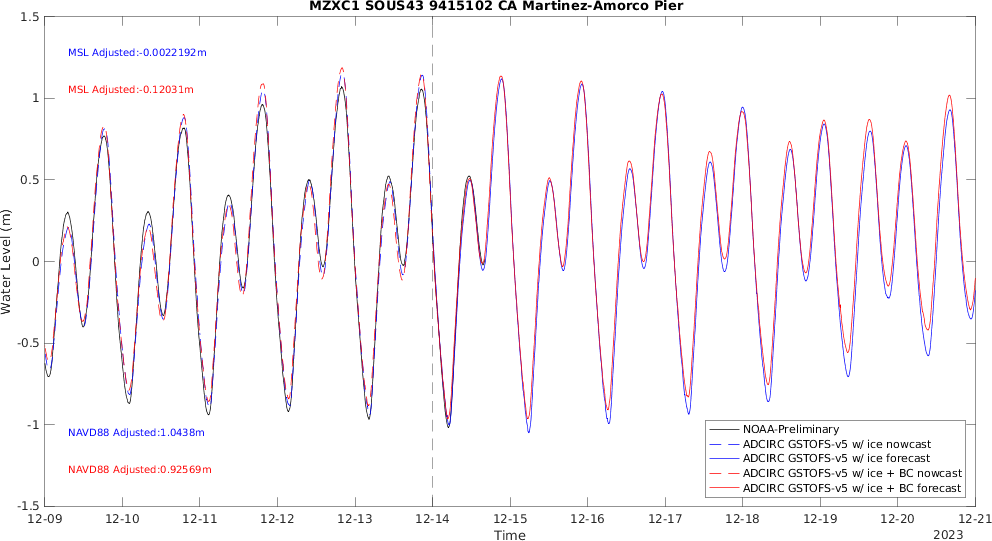 MZXC1 SOUS43 9415102 CA Martinez-Amorco Pier
1.5
MSL Adjusted:-0.0022192m
MSL Adjusted:-0.12031m
1
0.5
0
Water Level (m)
-0.5
-1
NAVD88 Adjusted:1.0438m
NAVD88 Adjusted:0.92569m
-1.5
NOAA-Preliminary
ADCIRC GSTOFS-v5 w/ ice nowcast
ADCIRC GSTOFS-v5 w/ ice forecast
ADCIRC GSTOFS-v5 w/ ice + BC nowcast
ADCIRC GSTOFS-v5 w/ ice + BC forecast
12-09 12-10 12-11 12-12 12-13 12-14 12-15 12-16 12-17 12-18 12-19 12-20 12-21
Time
2023